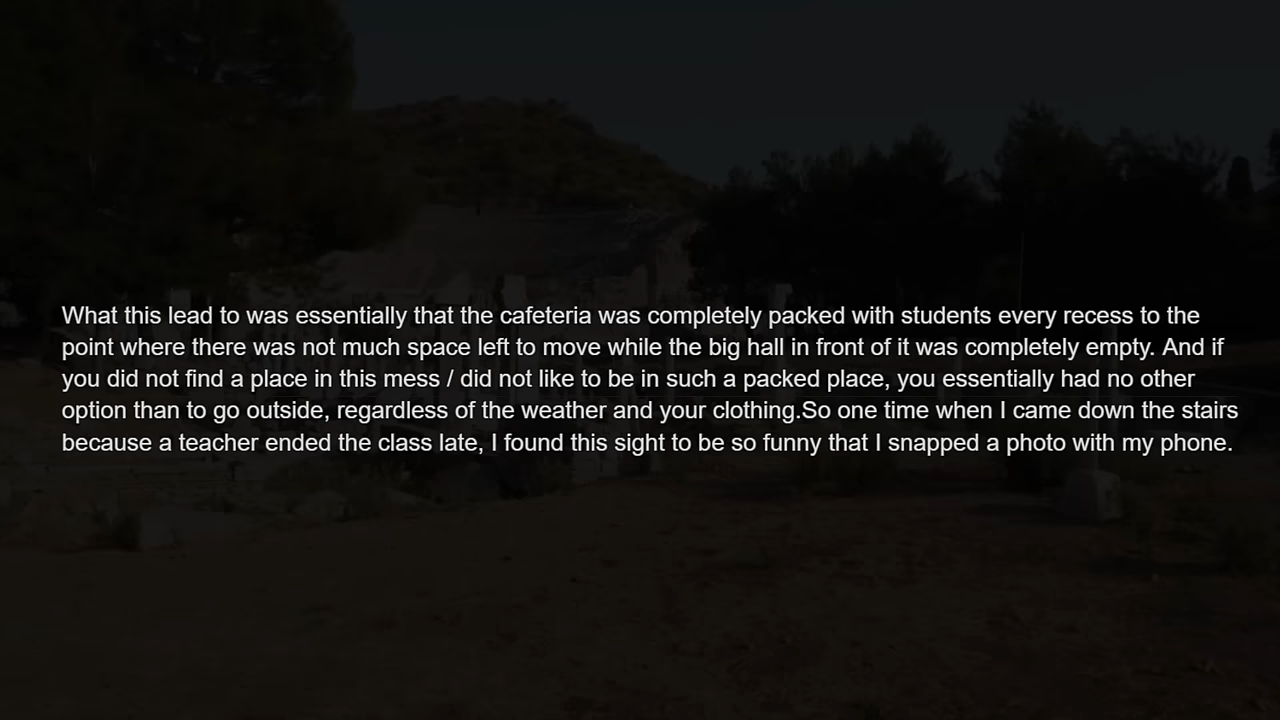 What this lead to was essentially that the cafeteria was completely packed with students every recess to the
point where there was not much space left to move while the big hall in front of it was completely empty. And if
you did not find a place in this mess / did not like to be in such a packed place, you essentially had no other
option than to go outside, regardless of the weather and your clothing.So one time when I came down the stairs
because a teacher ended the class late, I found this sight to be so funny that I snapped a photo with my phone.